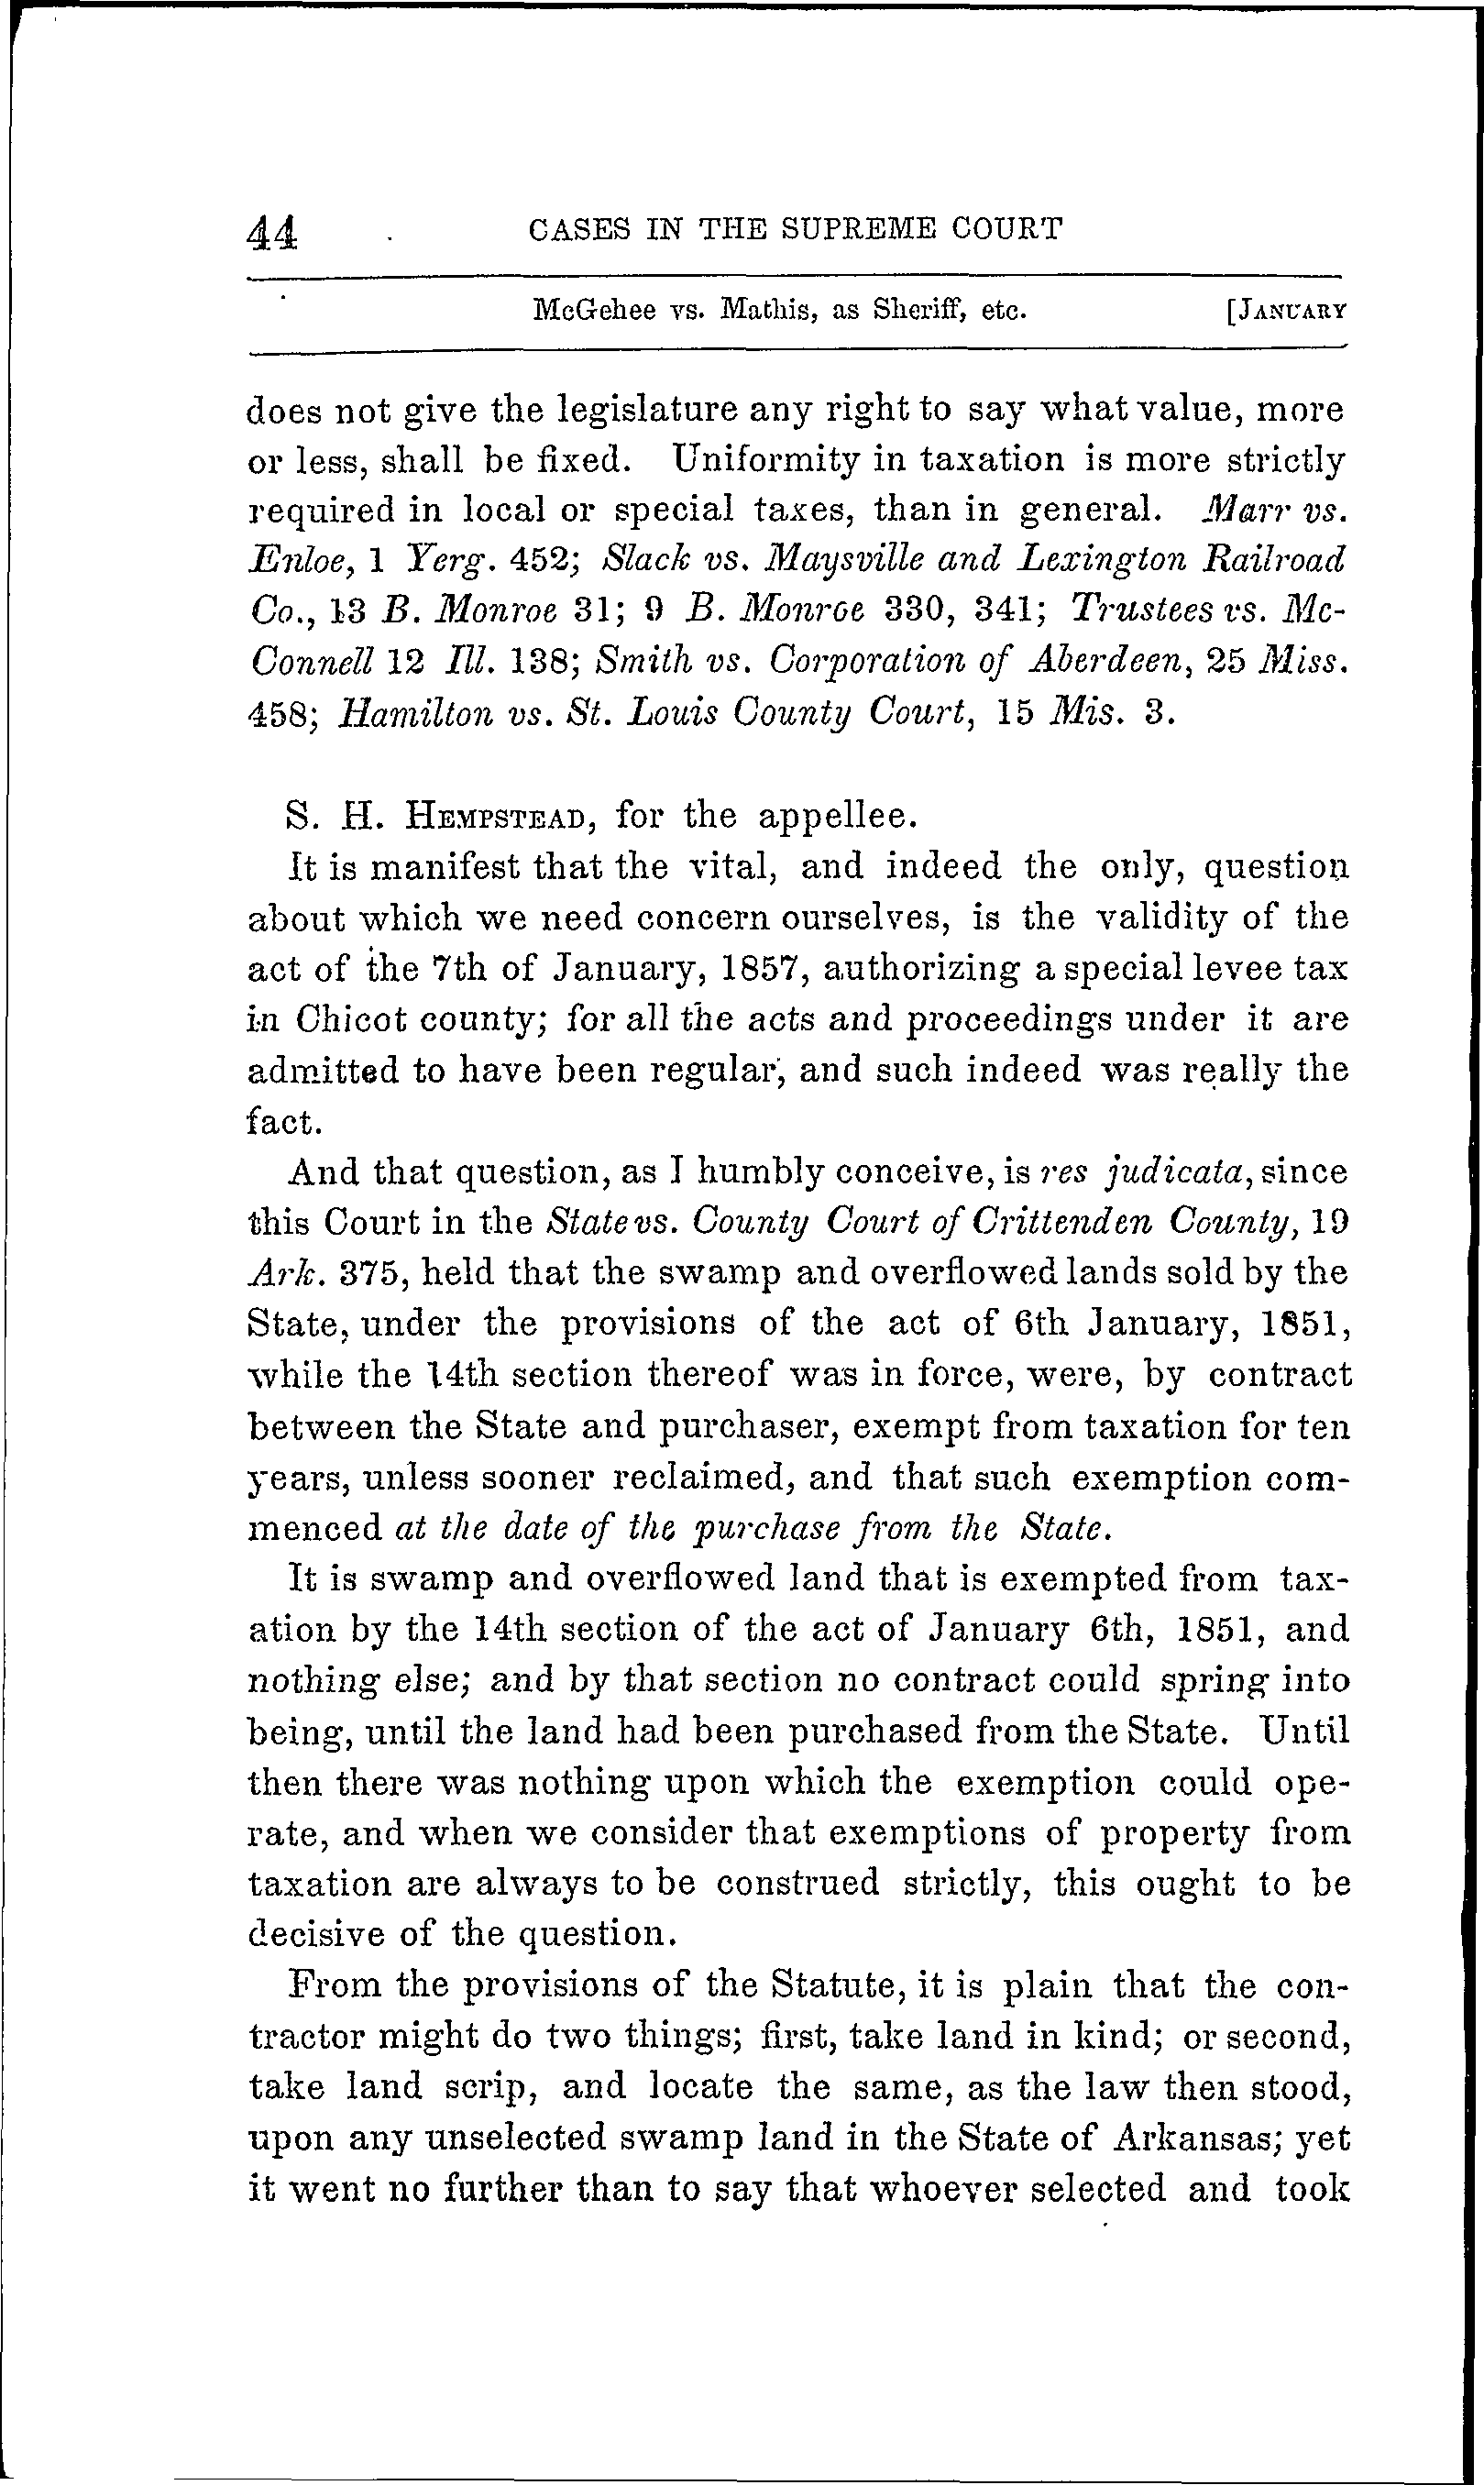 44 CASES IN THE SUPREME COURT
McGehee vs. Mathis, as Sheriff, etc. [JANUARY
does not give the legislature any right to say what value, more
or less, shall be fixed. Uniformity in taxation is more strictly
required in local or special taxes, than in general. Marr vs.
Enloe, 1 Yerg. 452; Slack vs. Maysville and Lexington Railroad
Co., 13 B. Monroe 31; 9 B. Monroe 330, 341; Trustees vs. Mc-
Connell 12 Ill. 138; Smith vs. Corporation of Aberdeen, 25 Miss.
458; Hamilton vs. St. Louis County Court, 15 Mis. 3.
S. H. HEMPSTEAD, for the appellee.
It is manifest that the vital, and indeed the only, question
about which we need concern ourselves, is the validity of the
act of the 7th of January, 1857, authorizing a special levee tax
in Chicot county; for all the acts and proceedings under it are
admitted to have been regular, and such indeed was really the
fact.
And that question, as I humbly conceive, is res judicata, since
this Court in the State vs. County Court of Crittenden County, 19
Ark. 375, held that the swamp and overflowed lands sold by the
State, under the provisions of the act of 6th January, 1851,
while the 14th section thereof was in force, were, by contract
between the State and purchaser, exempt from taxation for ten
years, unless sooner reclaimed, and that such exemption com-
menced at the date of the purchase from the State.
It is swamp and overflowed land that is exempted from tax-
ation by the 14th section of the act of January 6th, 1851, and
nothing else; and by that section no contract could spring into
being, until the land had been purchased from the State. Until
then there was nothing upon which the exemption could ope-
rate, and when we consider that exemptions of property from
taxation are always to be construed strictly, this ought to be
decisive of the question.
From the provisions of the Statute, it is plain that the con-
tractor might do two things; first, take land in kind; or second,
take land scrip, and locate the same, as the law then stood,
upon any unselected swamp land in the State of Arkansas; yet
it went no further than to say that whoever selected and took